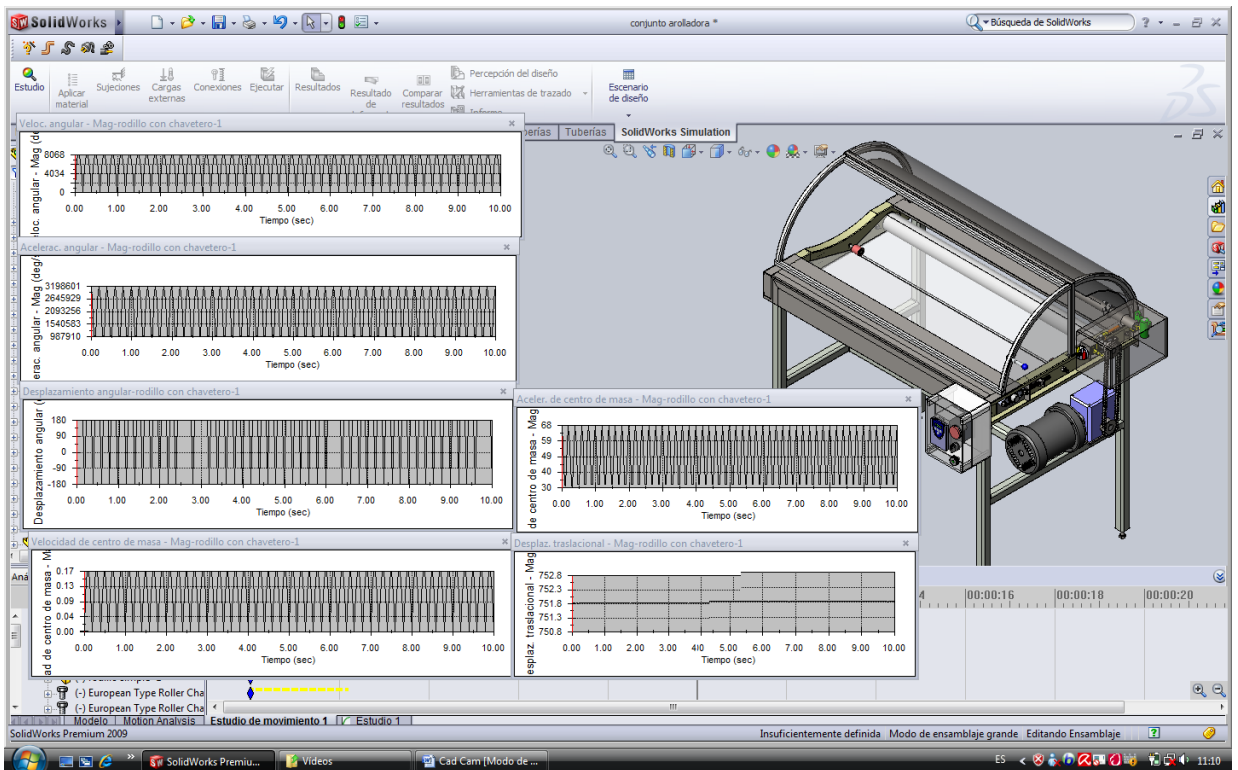 SolidWorks
conjunto arolladora *
Búsqueda de SolidWorks
Estudio
Aplicar material
Sujeciones
Cargas externas
Conexiones
Ejecutar
Resultados
Resultado de
Comparar resultados
Percepción del diseño
Herramientas de trazado
Informe
Escenario de diseño
Tuberías
SolidWorks Simulation
Veloc. angular - Mag-rodillo con chavetero-1
8068
4034
0
0.00 1.00 2.00 3.00 4.00 5.00 6.00 7.00 8.00 9.00 10.00
Tiempo (sec)
Acelerac. angular - Mag-rodillo con chavetero-1
3198601
2645929
2093256
1540583
987910
0.00 1.00 2.00 3.00 4.00 5.00 6.00 7.00 8.00 9.00 10.00
Tiempo (sec)
Desplazamiento angular-rodillo con chavetero-1
Desplazamiento angular
180
90
0
-90
-180
0.00 1.00 2.00 3.00 4.00 5.00 6.00 7.00 8.00 9.00 10.00
Tiempo (sec)
Aceler. de centro de masa - Mag-rodillo con chavetero-1
de centro de masa - Mag
68
59
49
40
30
0.00 1.00 2.00 3.00 4.00 5.00 6.00 7.00 8.00 9.00 10.00
Tiempo (sec)
Velocidad de centro de masa - Mag-rodillo con chavetero-1
ad de centro de masa - M
0.17
0.13
0.09
0.04
0.00
0.00 1.00 2.00 3.00 4.00 5.00 6.00 7.00 8.00 9.00 10.00
Tiempo (sec)
Desplaz. traslacional - Mag-rodillo con chavetero-1
esplaz. traslacional - Mag
752.8
752.3
751.8
751.3
750.8
0.00 1.00 2.00 3.00 5.00 6.00 7.00 8.00 9.00 10.00
Tiempo (sec)
Aná
4 00:00:16 00:00:18 00:00:20
(-) European Type Roller Cha
(-) European Type Roller Cha
Modelo Motion Analysis Estudio de movimiento 1 Estudio 1
SolidWorks Premium 2009
Insuficientemente definida Modo de ensamblaje grande Editando Ensamblaje
SolidWorks Premiu...
Vídeos
Cad Cam [Modo de ...
ES
11:10